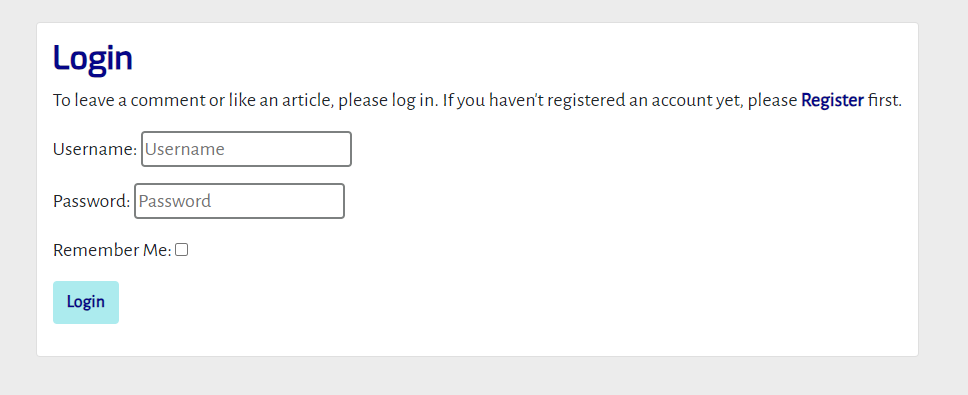 Login
To leave a comment or like an article, please log in. If you haven't registered an account yet, please Register first.
Username: Username
Password: Password
Remember Me:
Login